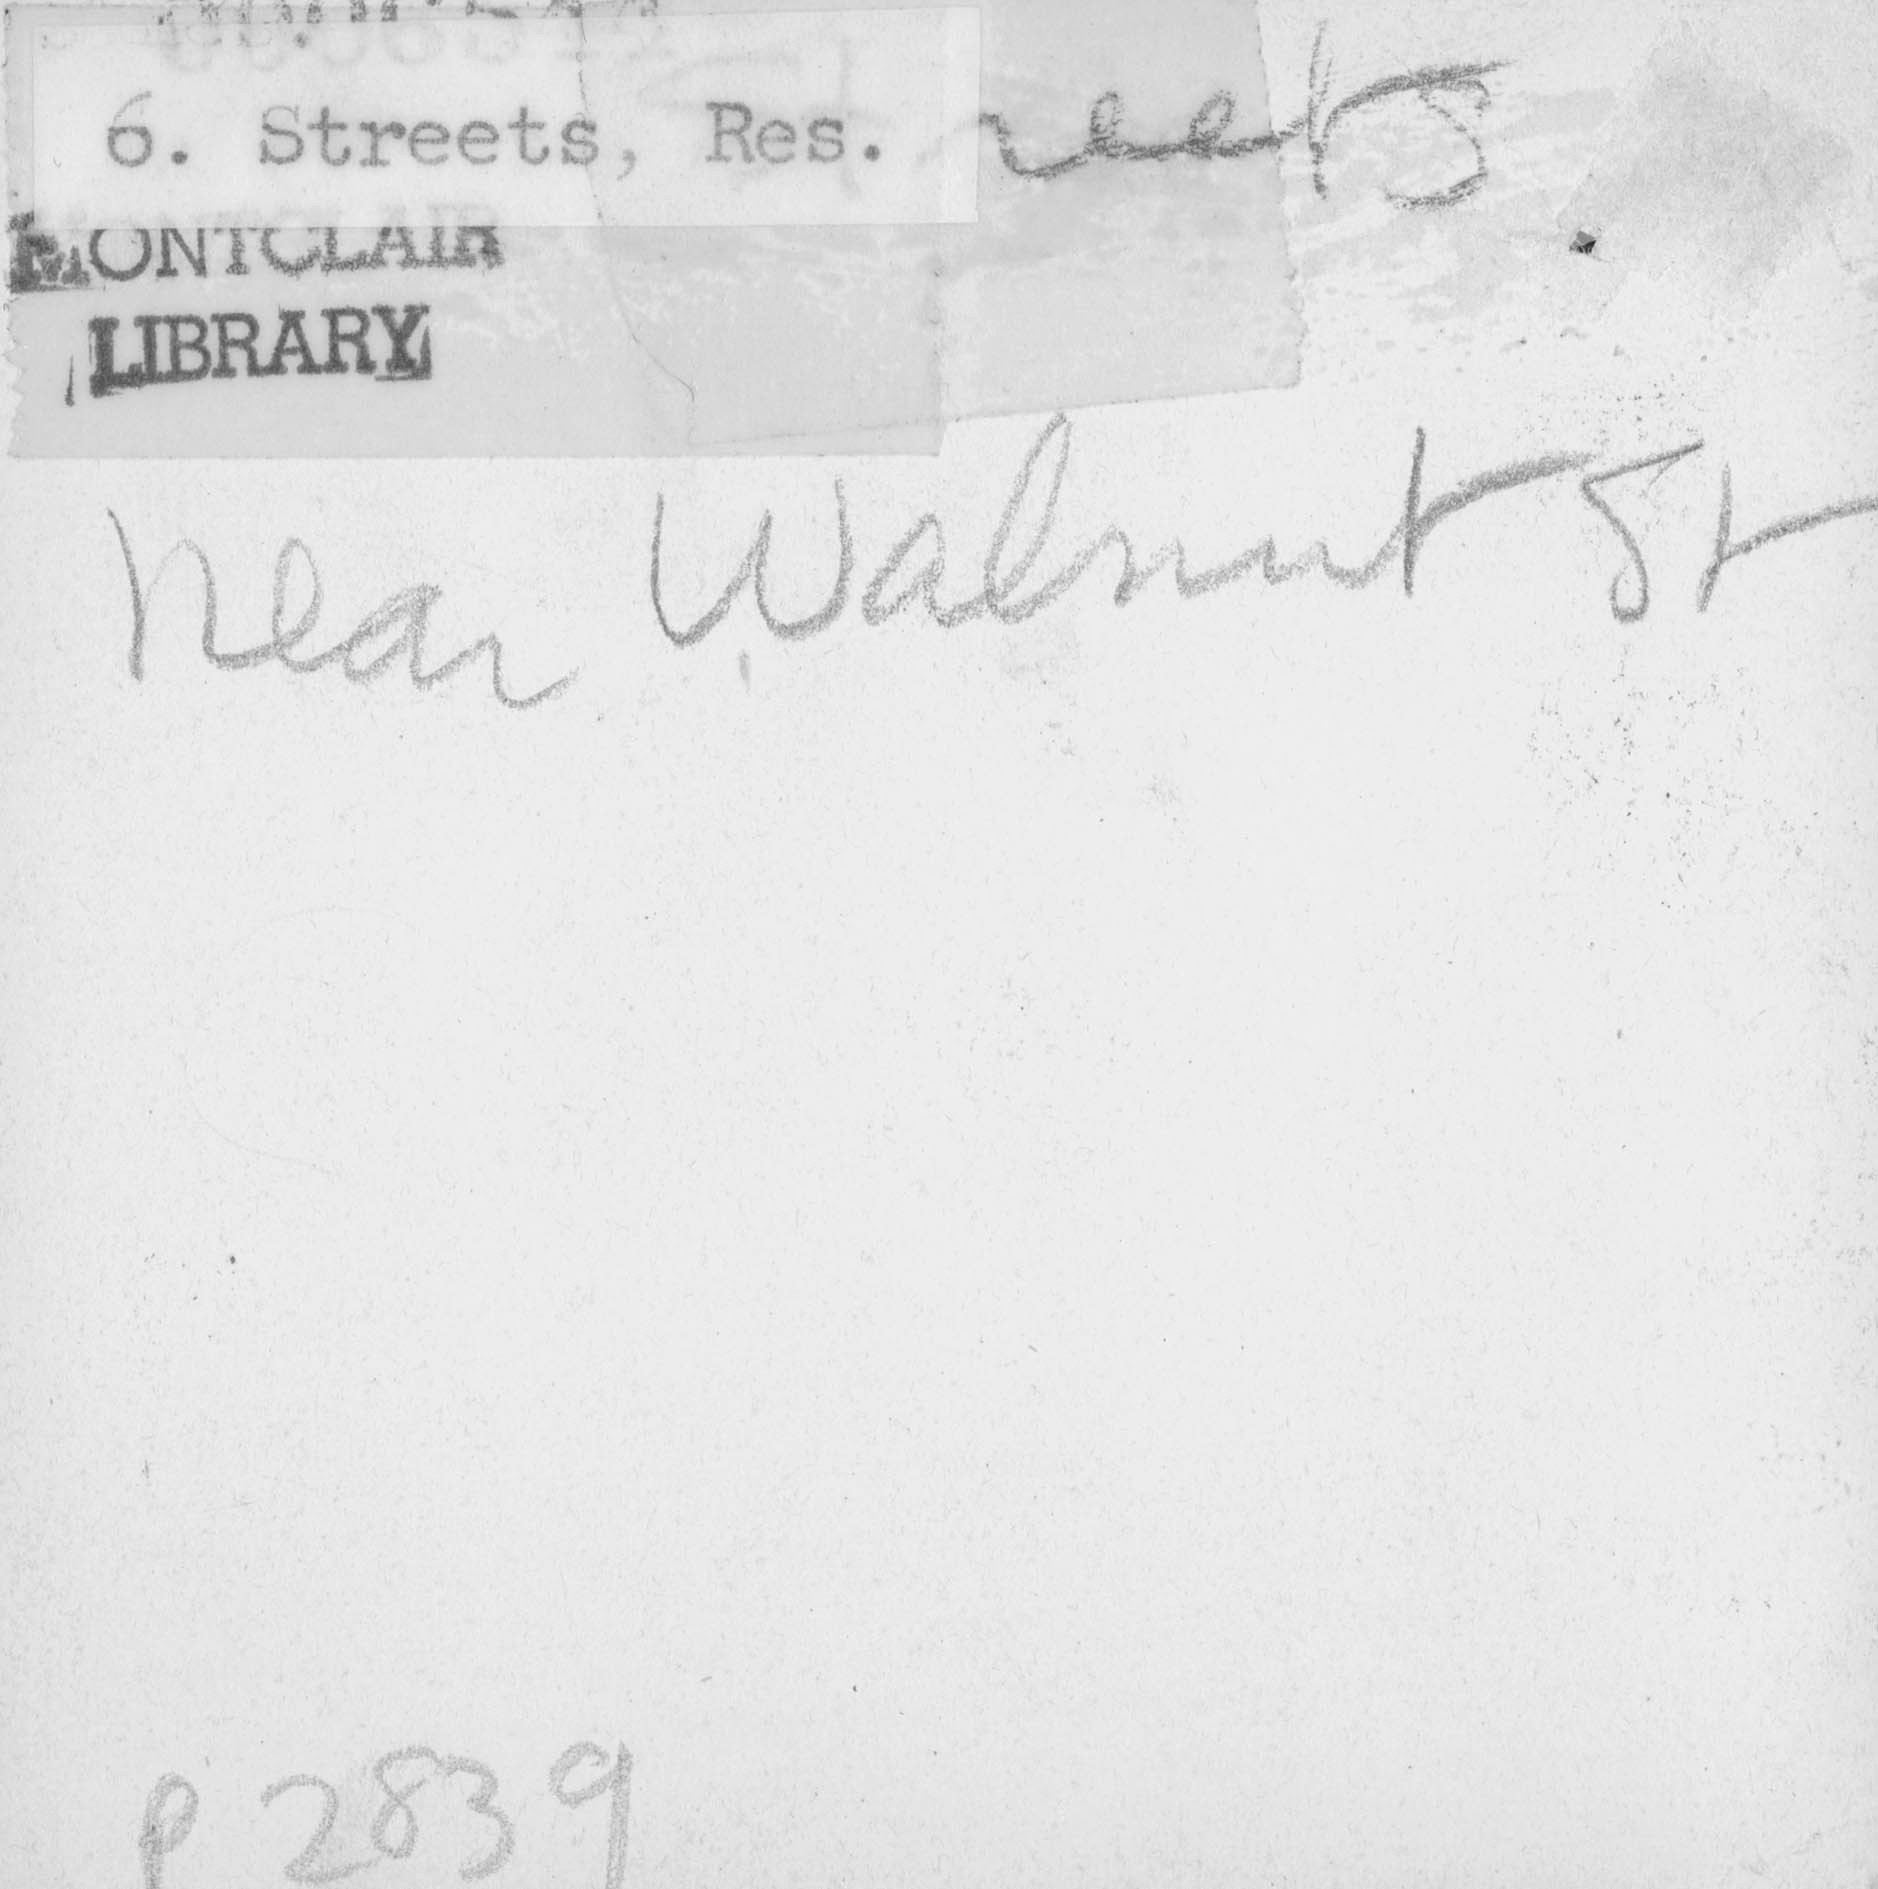 6. Streets, Res.
MONTCLAIR
LIBRARY
near Walnut St
P 2839